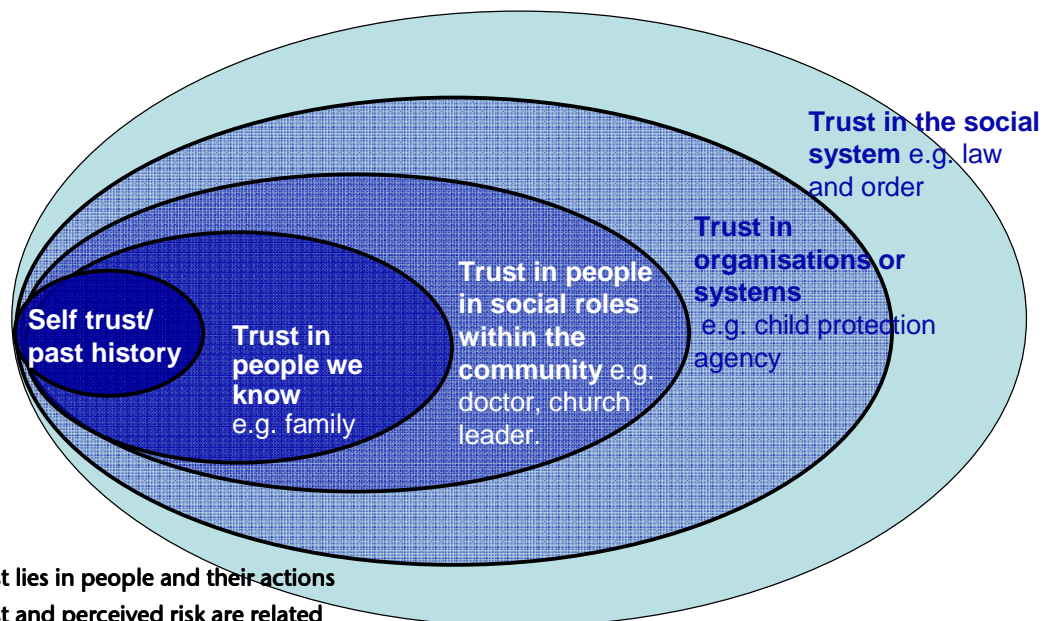 Trust in the social
system e.g. law
and order
Trust in
organisations or
systems
e.g. child protection
agency
Trust in people
in social roles
within the
community e.g.
doctor, church
leader.
Trust in
people we
know
e.g. family
Self trust/
past history
st lies in people and their actions
st and perceived risk are related